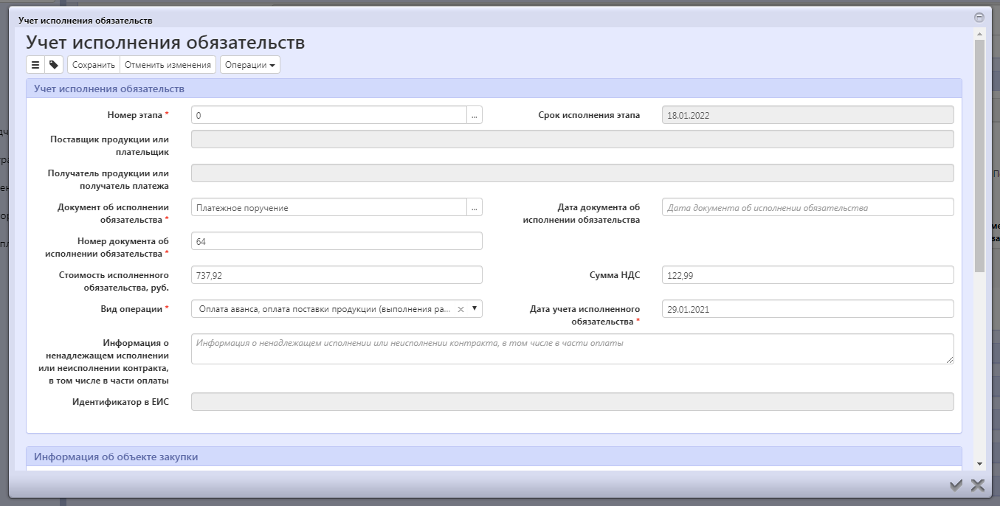 Учет исполнения обязательств
Учет исполнения обязательств
Сохранить Отменить изменения Операции
Учет исполнения обязательств
Номер этапа * 0 ... Срок исполнения этапа 18.01.2022
Поставщик продукции или
плательщик
Получатель продукции или
получатель платежа
Документ об исполнении
обязательства * Платежное поручение ... Дата документа об
исполнении обязательства Дата документа об исполнении обязательства
Номер документа об
исполнении обязательства * 64
Стоимость исполненного
обязательства, руб. 737,92 Сумма НДС 122,99
Вид операции * Оплата аванса, оплата поставки продукции (выполнения ра... × Дата учета исполненного
обязательства * 29.01.2021
Информация о
ненадлежащем исполнении
или неисполнении контракта,
в том числе в части оплаты
Информация о ненадлежащем исполнении или неисполнении контракта, в том числе в части оплаты
Идентификатор в ЕИС
Информация об объекте закупки